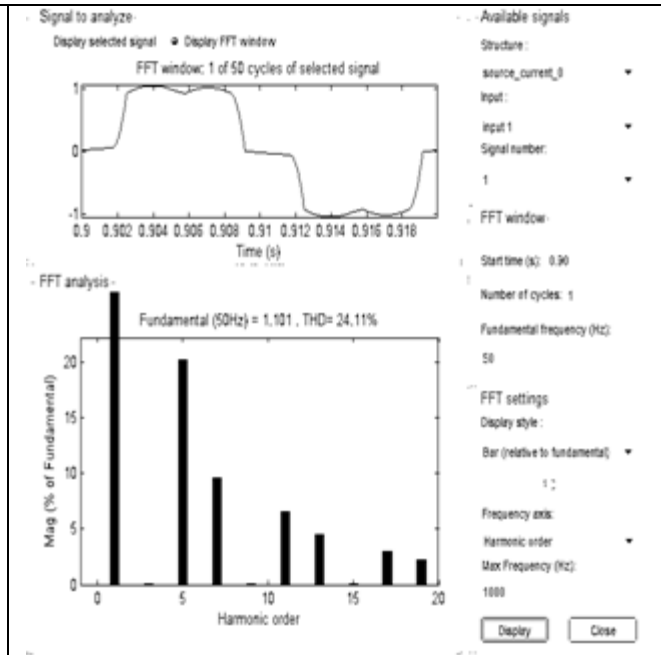 Signal to analyze
Display selected signal Display FFT window
FFT window: 1 of 50 cycles of selected signal
1
0
-1
0.9 0.902 0.904 0.906 0.908 0.91 0.912 0.914 0.916 0.918
Time (s)
FFT analysis
Fundamental (50Hz) = 1,101 , THD= 24,11%
Mag (% of Fundamental)
20
15
10
5
0
0 5 10 15 20
Harmonic order
Available signals
Structure :
source_current_0
Input :
input 1
Signal number:
1
FFT window
Start time (s): 0.90
Number of cycles: 1
Fundamental frequency (Hz):
50
FFT settings
Display style :
Bar (relative to fundamental)
1
Frequency axis:
Harmonic order
Max Frequency (Hz):
1000
Display Close